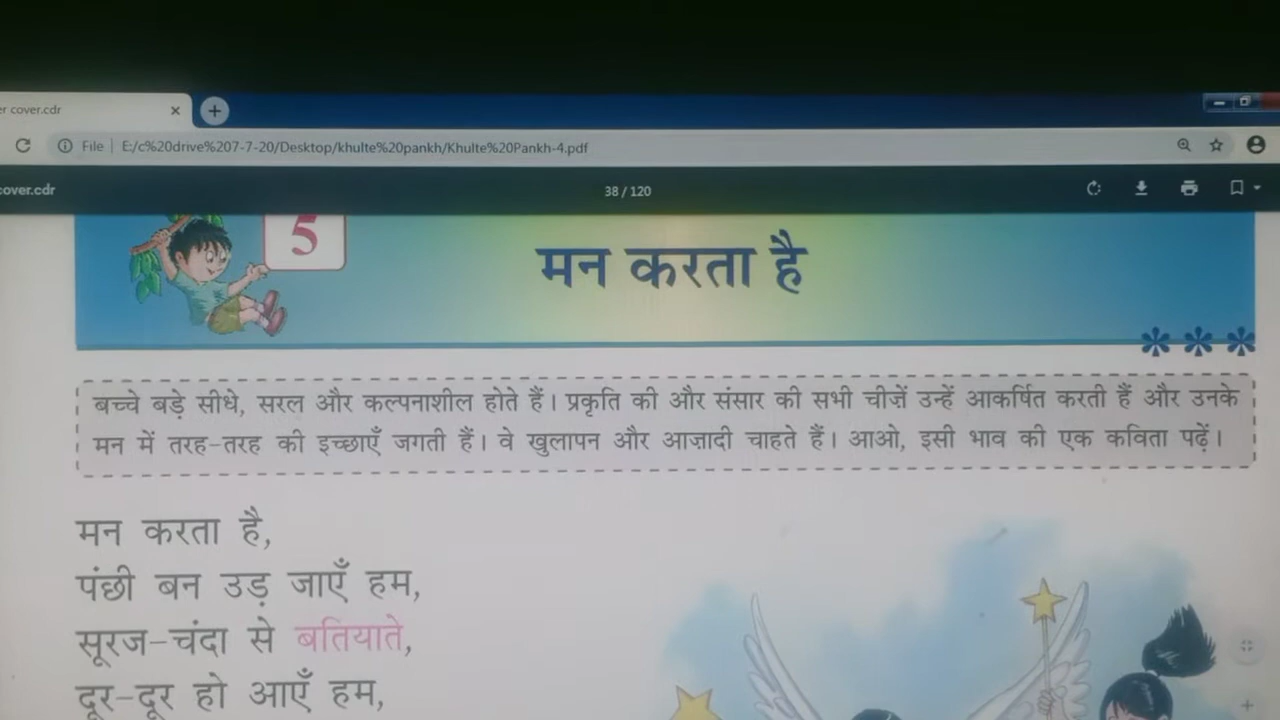 er cover.cdr
File | E:/c%20drive%207-7-20/Desktop/khulte%20pankh/Khulte%20Pankh-4.pdf
cover.cdr
38 / 120
5
मन करता है
बच्चे बड़े सीधे, सरल और कल्पनाशील होते हैं। प्रकृति की और संसार की सभी चीज़ें उन्हें आकर्षित करती हैं और उनके
मन में तरह-तरह की इच्छाएँ जगती हैं। वे खुलापन और आज़ादी चाहते हैं। आओ, इसी भाव की एक कविता पढ़ें।
मन करता है,
पंछी बन उड़ जाएँ हम,
सूरज-चंदा से बतियाते,
दूर-दूर हो आएँ हम,